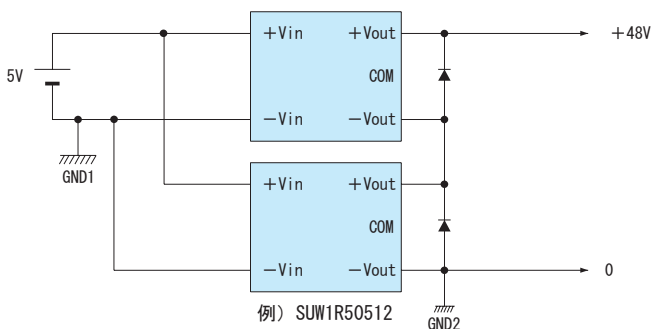 +Vin
+Vout
+48V
5V
COM
−Vin
−Vout
GND1
+Vin
+Vout
COM
−Vin
−Vout
0
例) SUW1R50512
GND2